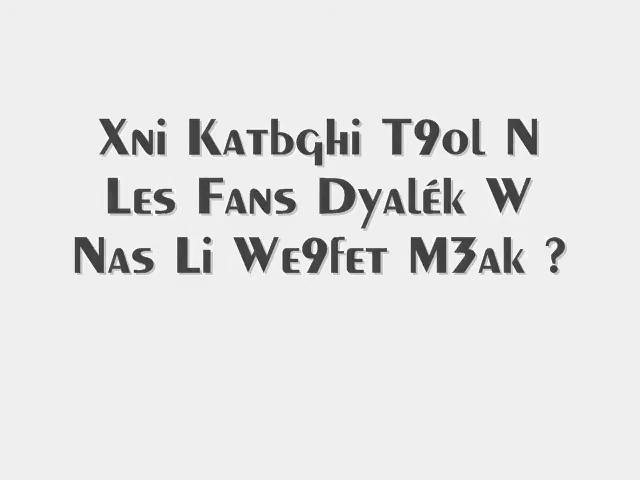 Xni Katbghi T9ol N
Les Fans Dyalék W
Nas Li We9fet M3ak ?